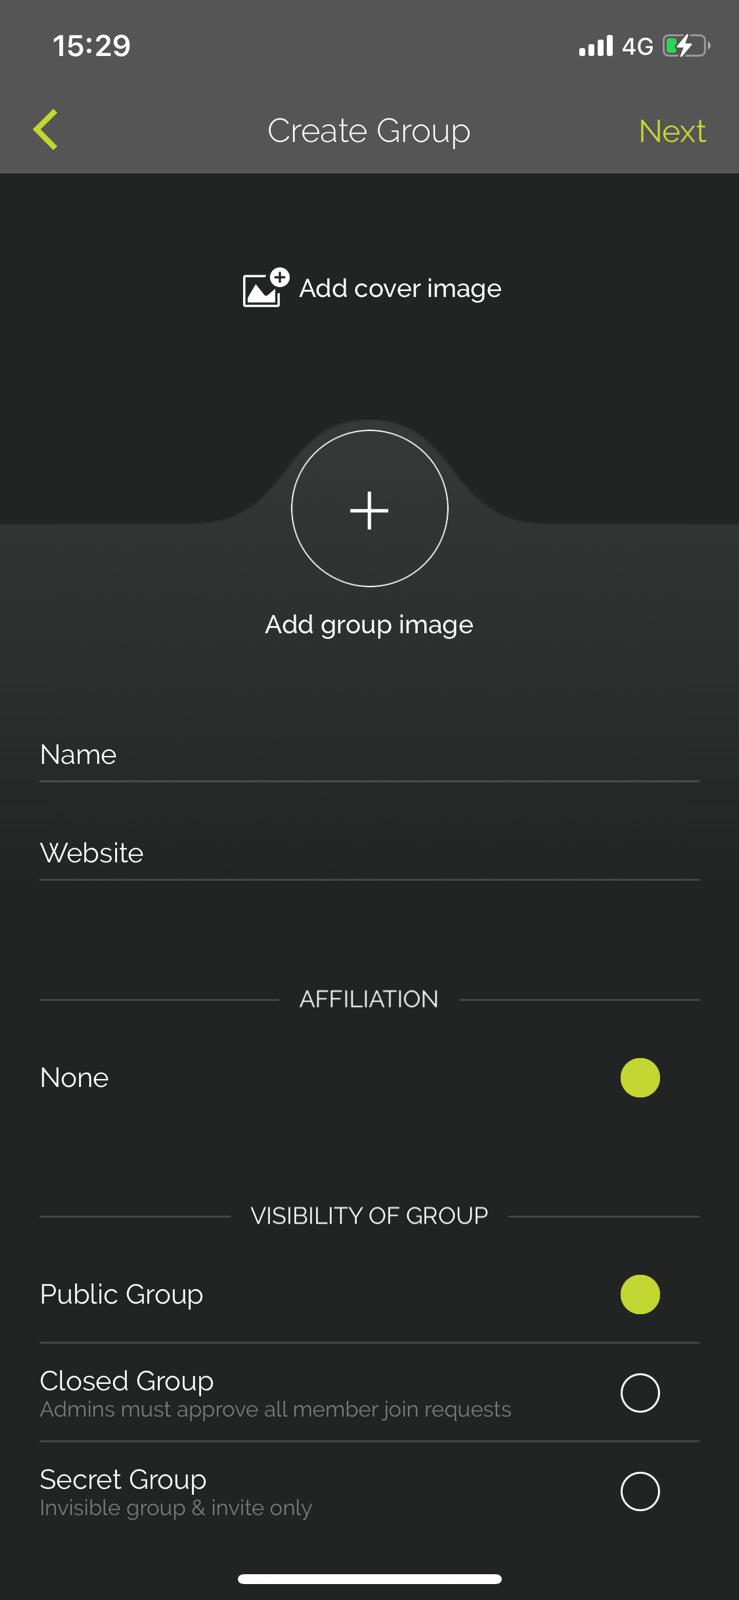 15:29
4G
Create Group
Next
Add cover image
Add group image
Name
Website
AFFILIATION
None
VISIBILITY OF GROUP
Public Group
Closed Group
Admins must approve all member join requests
Secret Group
Invisible group & invite only